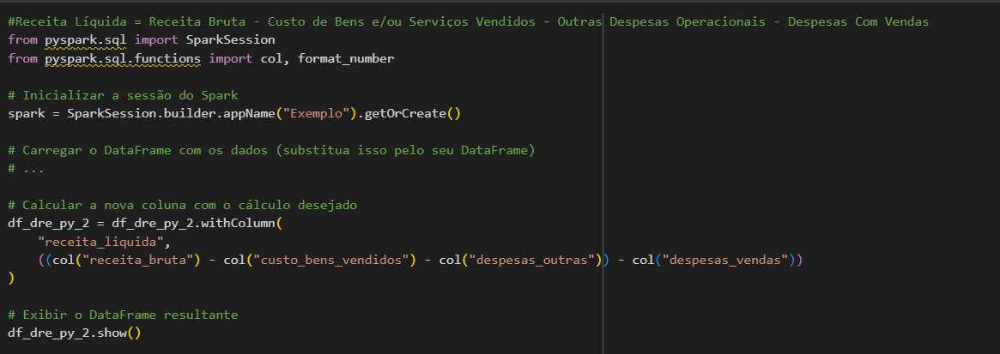 #Receita Líquida = Receita Bruta - Custo de Bens e/ou Serviços Vendidos - Outras Despesas Operacionais - Despesas Com Vendas
from pyspark.sql import SparkSession
from pyspark.sql.functions import col, format_number

# Inicializar a sessão do Spark
spark = SparkSession.builder.appName("Exemplo").getOrCreate()

# Carregar o DataFrame com os dados (substitua isso pelo seu DataFrame)
# ...

# Calcular a nova coluna com o cálculo desejado
df_dre_py_2 = df_dre_py_2.withColumn(
    "receita_liquida",
    ((col("receita_bruta") - col("custo_bens_vendidos") - col("despesas_outras")) - col("despesas_vendas"))
)

# Exibir o DataFrame resultante
df_dre_py_2.show()